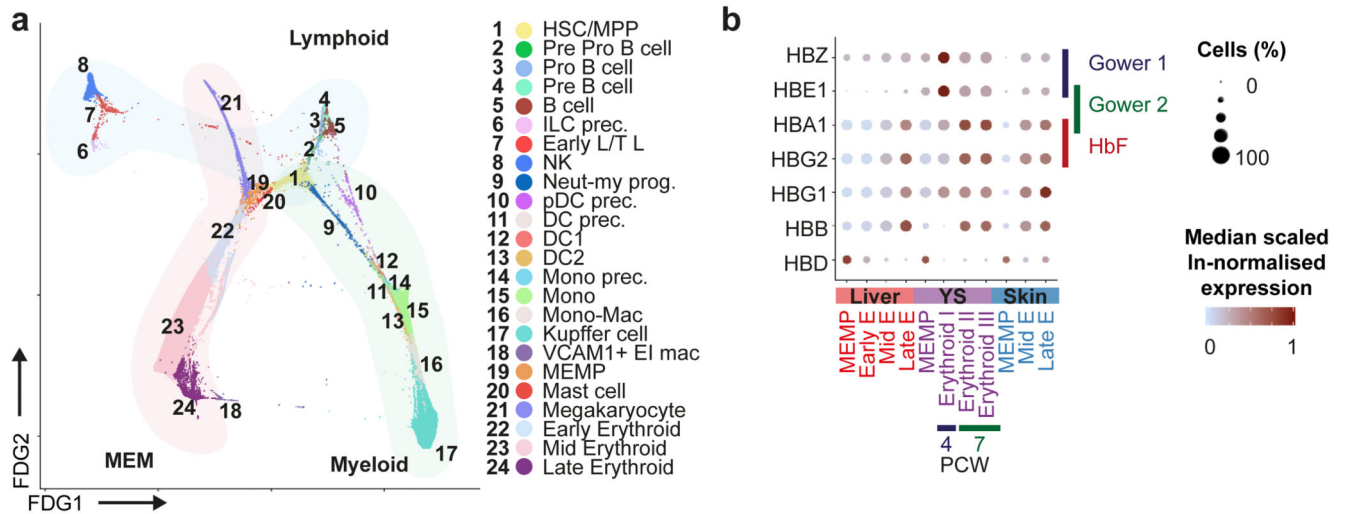 a
Lymphoid
8
7
6
21
4
3
5
2
1
19
20
10
9
22
12
14
11
15
13
23
16
24
18
17
MEM
Myeloid
FDG2
FDG1
1 HSC/MPP
2 Pre Pro B cell
3 Pro B cell
4 Pre B cell
5 B cell
6 ILC prec.
7 Early L/T L
8 NK
9 Neut-my prog.
10 pDC prec.
11 DC prec.
12 DC1
13 DC2
14 Mono prec.
15 Mono
16 Mono-Mac
17 Kupffer cell
18 VCAM1+ EI mac
19 MEMP
20 Mast cell
21 Megakaryocyte
22 Early Erythroid
23 Mid Erythroid
24 Late Erythroid
b
HBZ
HBE1
HBA1
HBG2
HBG1
HBB
HBD
Gower 1
Gower 2
HbF
Liver YS Skin
MEMP
Early E
Mid E
Late E
MEMP
Erythroid I
Erythroid II
Erythroid III
MEMP
Mid E
Late E
4 7
PCW
Cells (%)
0
100
Median scaled
ln-normalised
expression
0 1